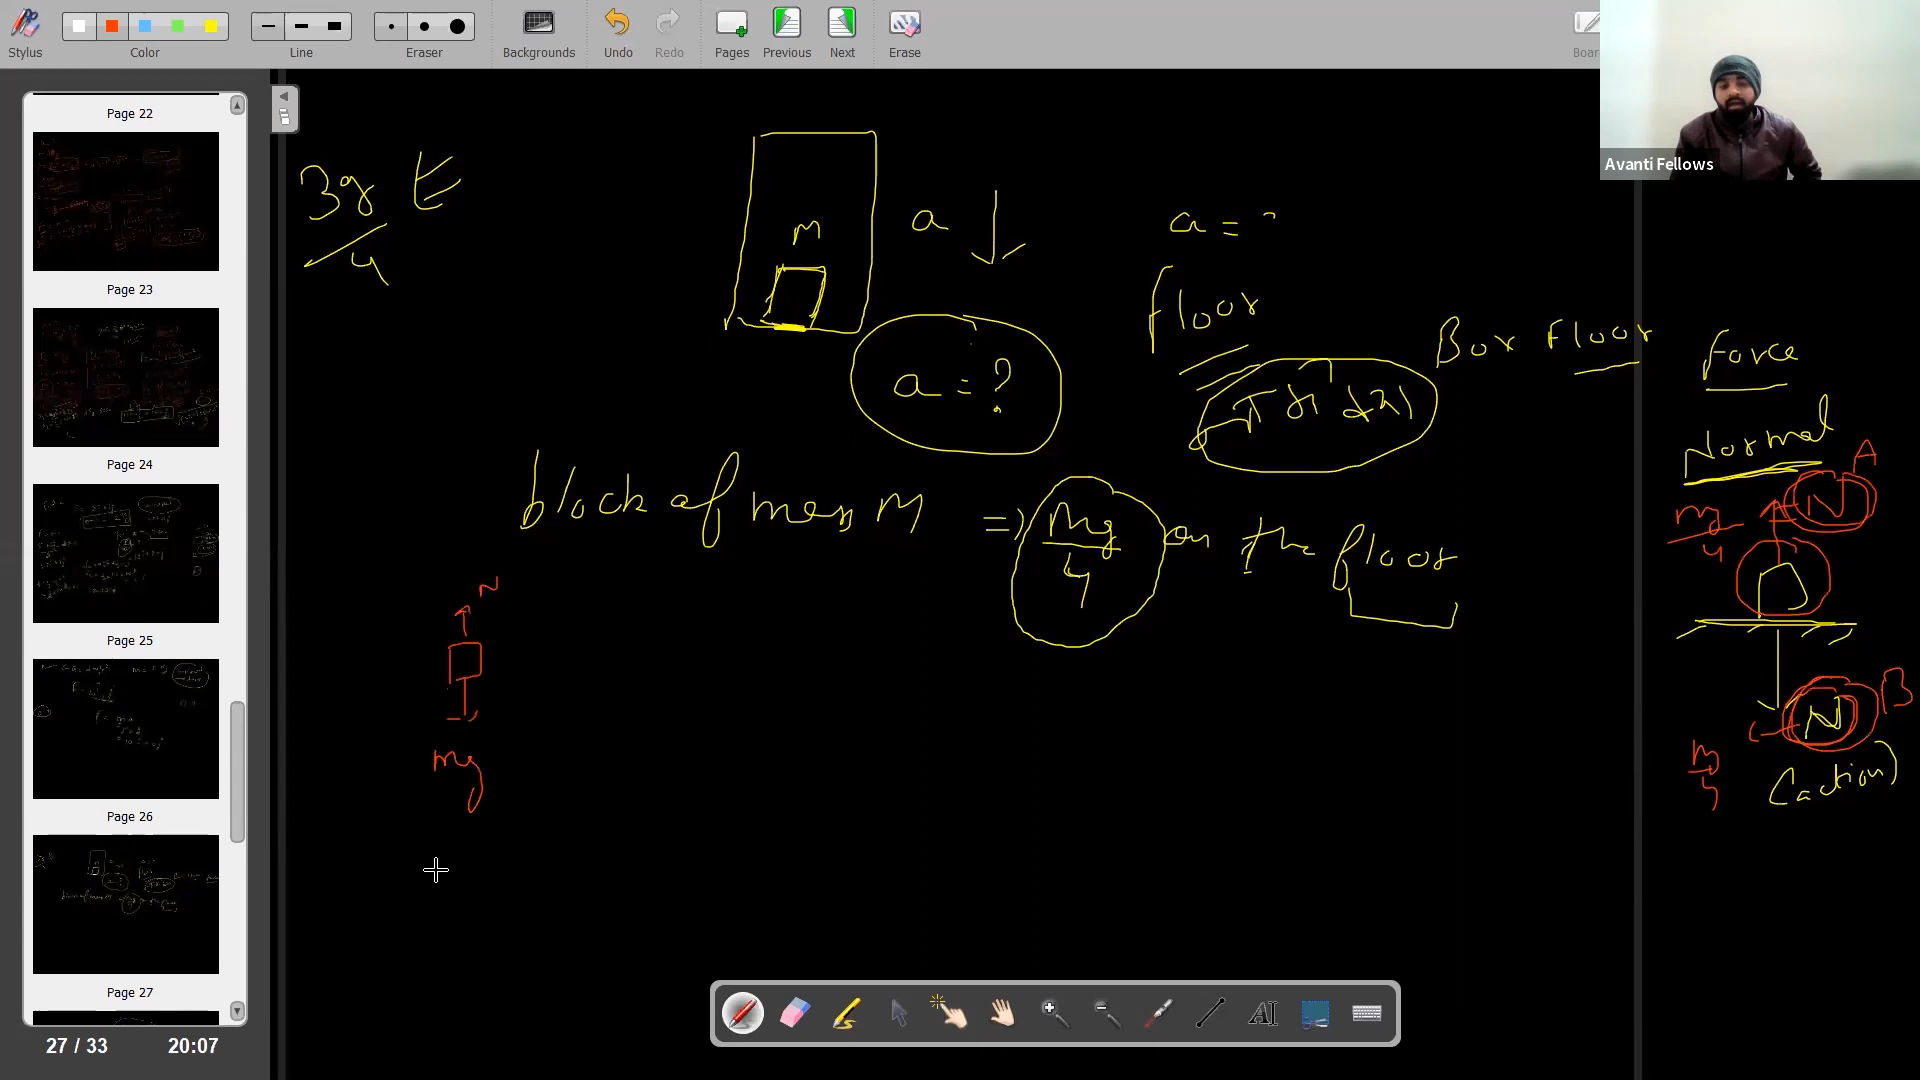 Stylus
Color
Line
Eraser
Backgrounds
Undo
Redo
Pages
Previous
Next
Erase
Boar
Avanti Fellows
Page 22
Page 23
Page 24
Page 25
Page 26
Page 27
27 / 33
20:07
3g
4
m
a
a = ?
a = ?
floor
Box floor
Force
Normal
A
N
block of mass M => Mg/4 on the floor
N
mg
mg/4
N
B
m/4
(action)